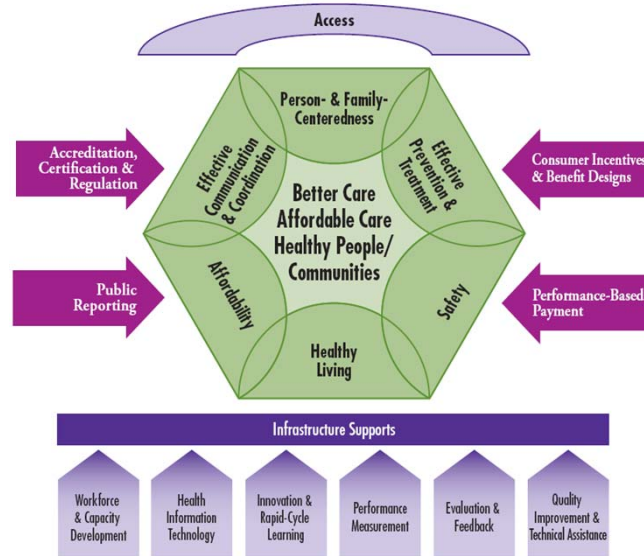 Access
Person- & Family-
Centeredness
Accreditation,
Certification &
Regulation
Effective
Communication
& Coordination
Effective
Prevention &
Treatment
Consumer Incentives
& Benefit Designs
Better Care
Affordable Care
Healthy People/
Communities
Public
Reporting
Affordability
Safety
Performance-Based
Payment
Healthy
Living
Infrastructure Supports
Workforce
& Capacity
Development
Health
Information
Technology
Innovation &
Rapid-Cycle
Learning
Performance
Measurement
Evaluation &
Feedback
Quality
Improvement &
Technical Assistance